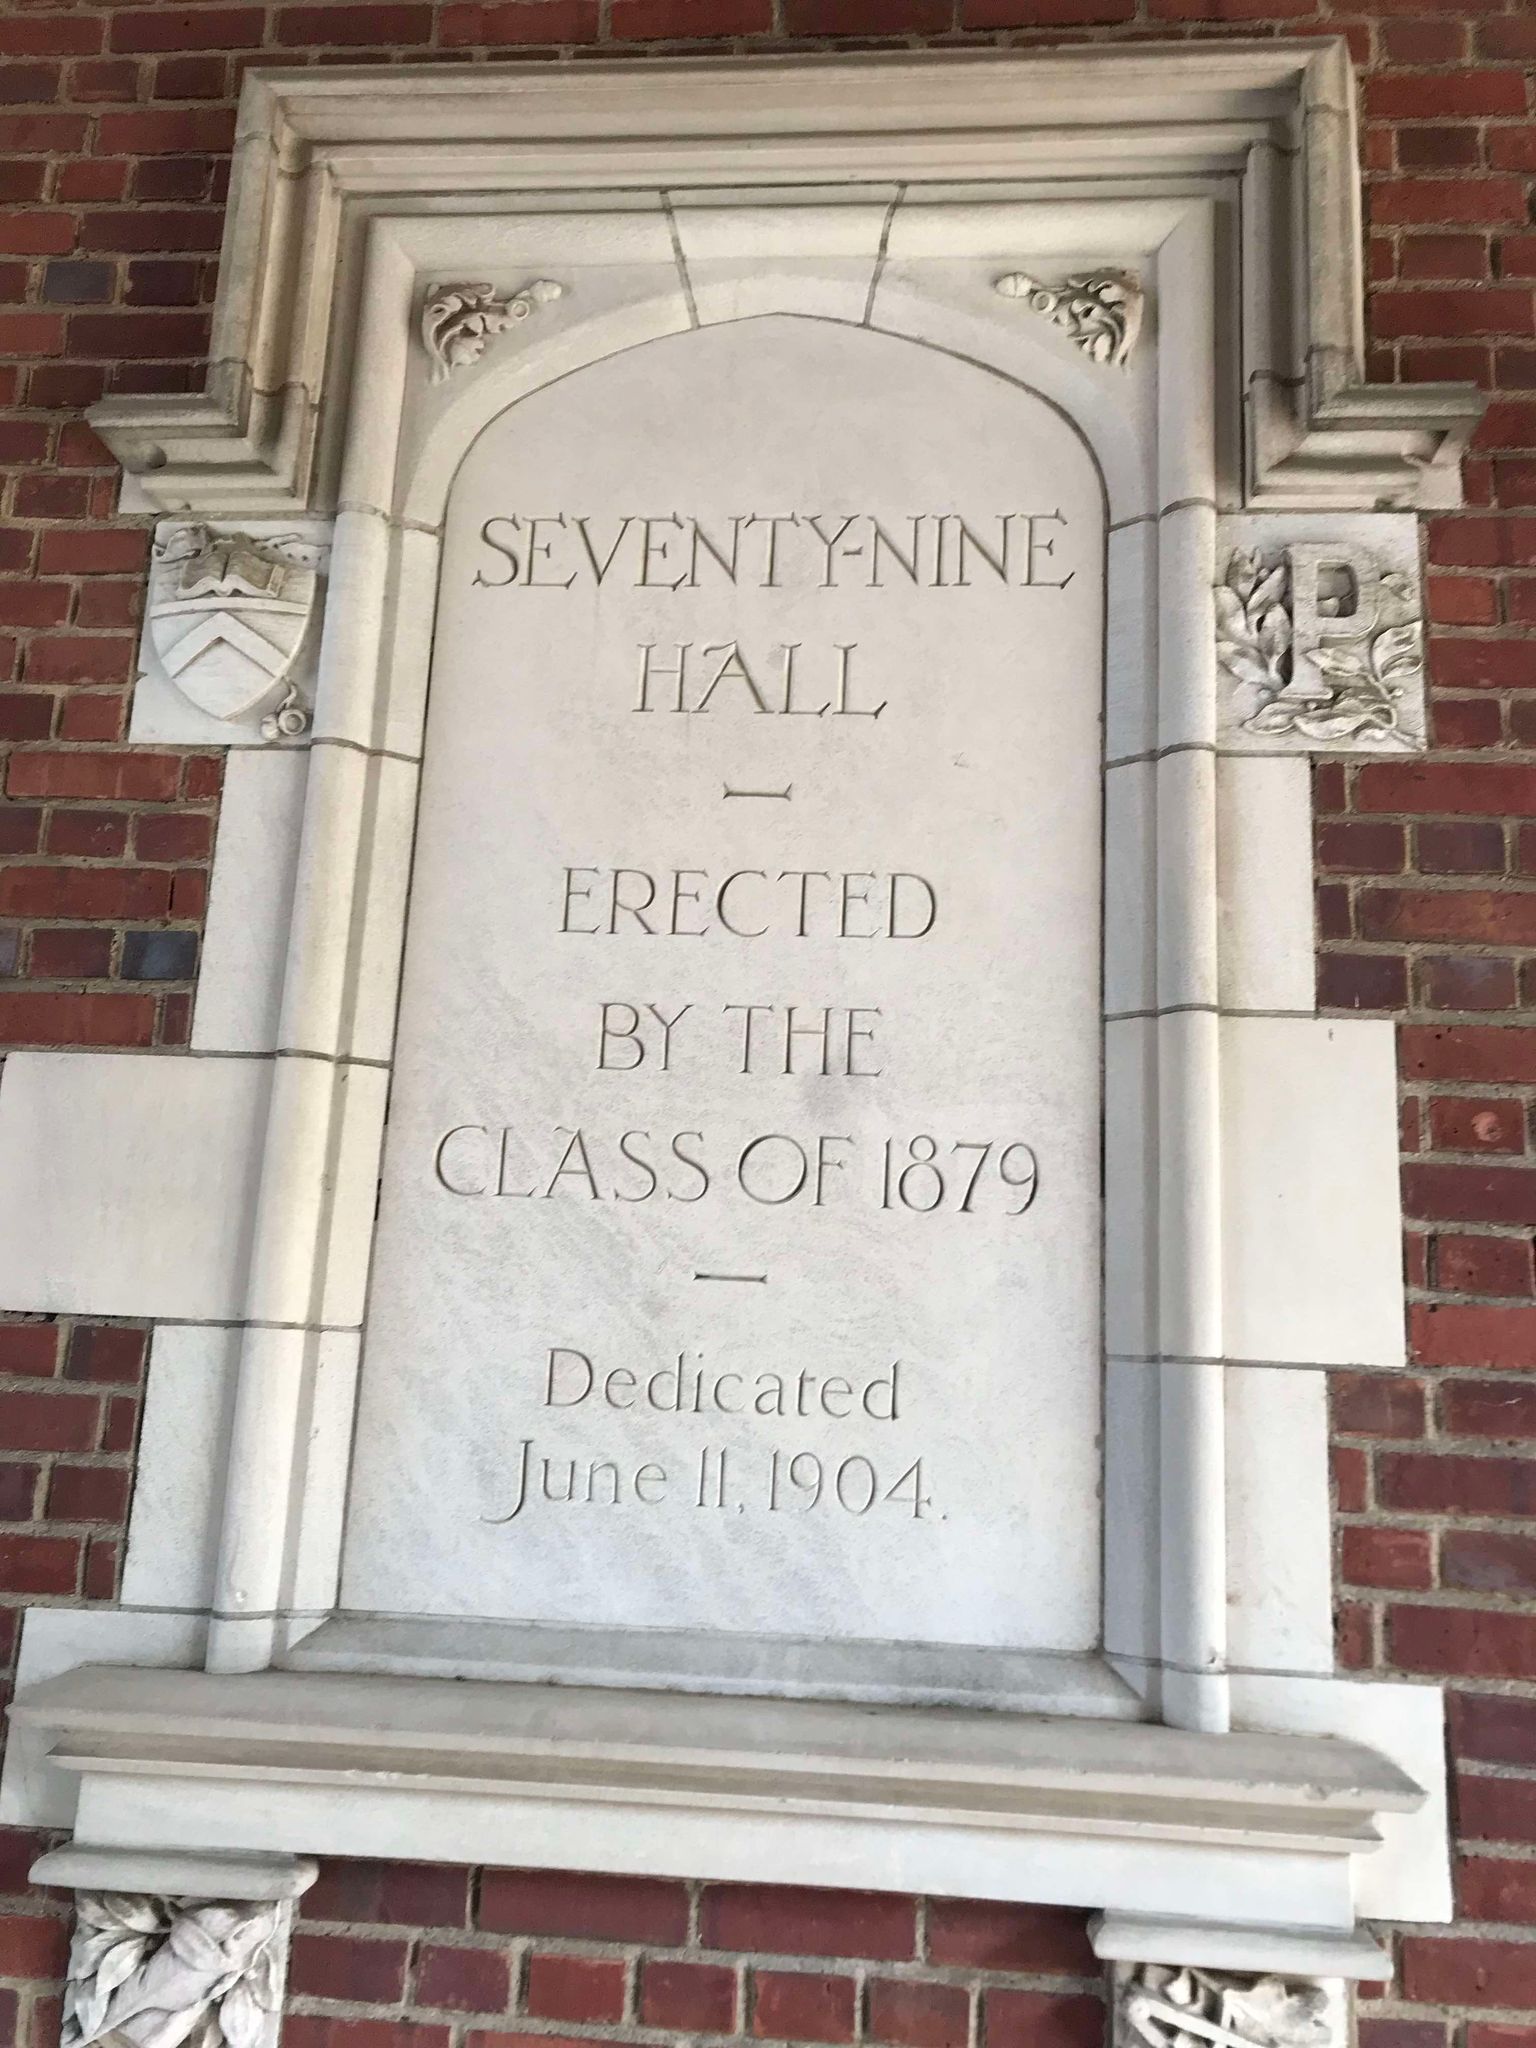 SEVENTY-NINE
HALL
—
ERECTED
BY THE
CLASS OF 1879
—
Dedicated
June 11, 1904.
P